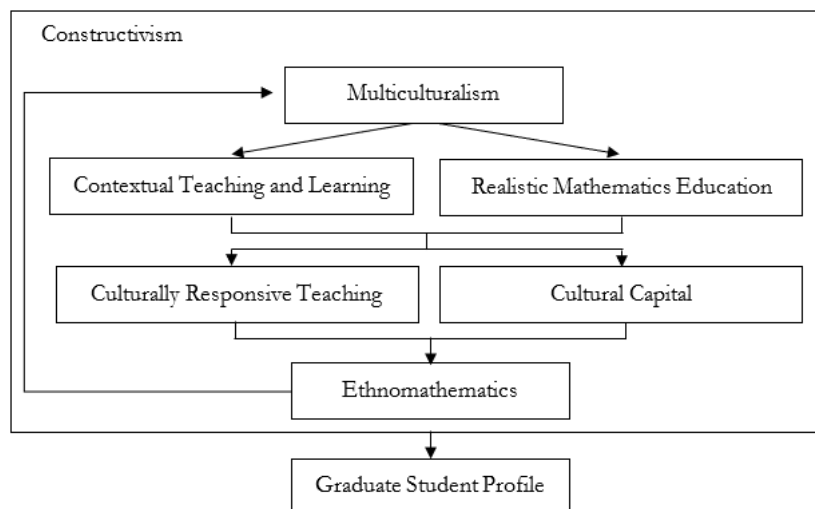 Constructivism
Multiculturalism
Contextual Teaching and Learning
Realistic Mathematics Education
Culturally Responsive Teaching
Cultural Capital
Ethnomathematics
Graduate Student Profile